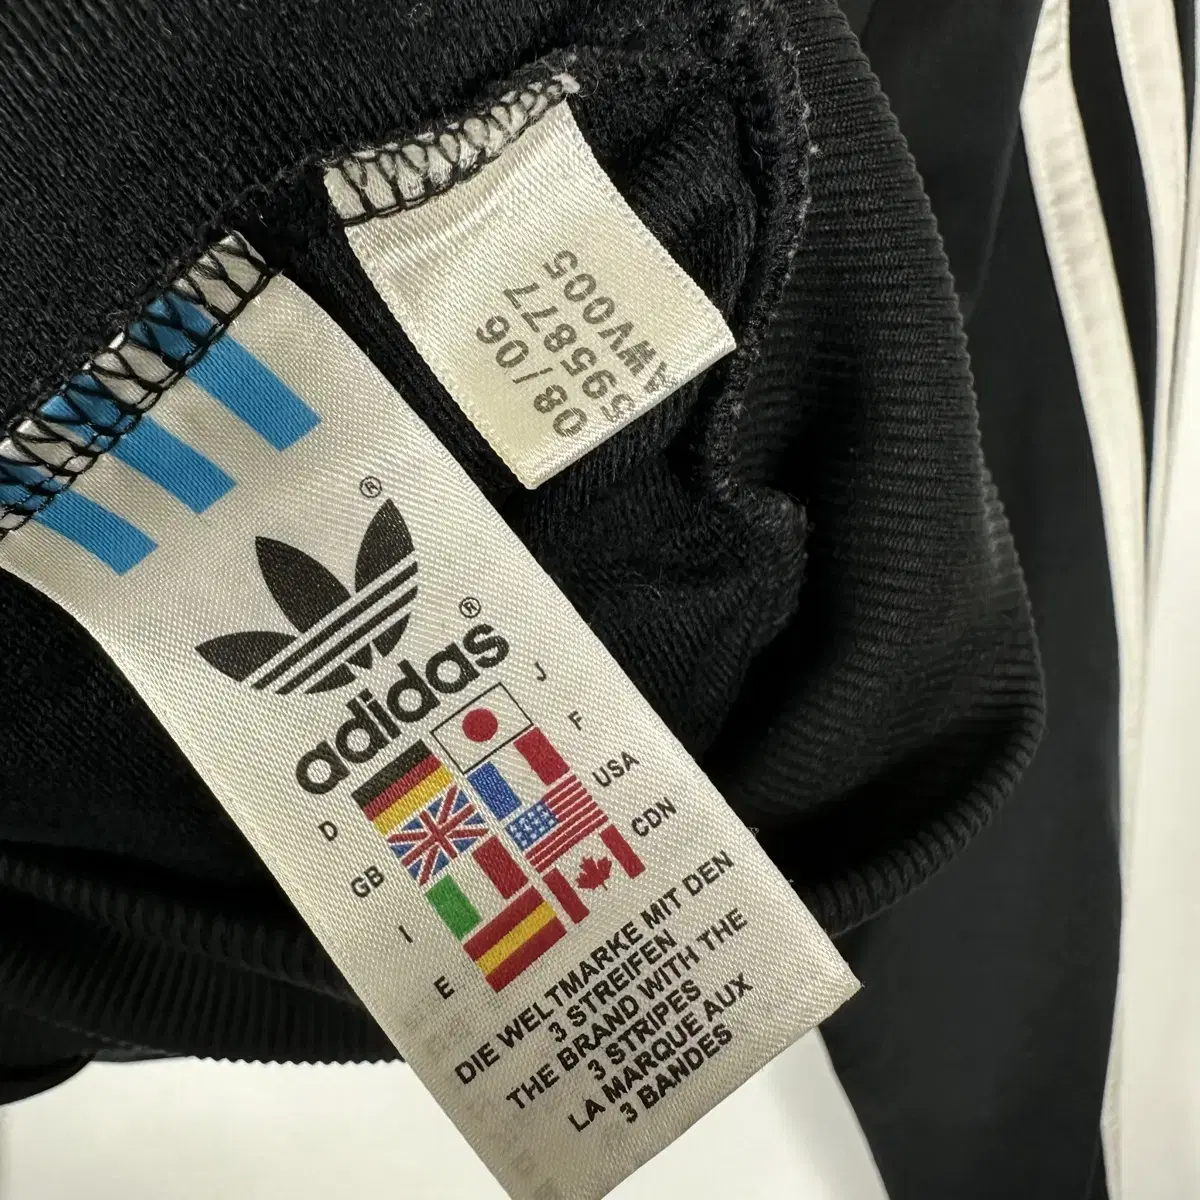 08/06
595877
AWV005
adidas
J
F
USA
CDN
D
GB
I
E
DIE WELTMARKE MIT DEN
3 STREIFEN
THE BRAND WITH THE
3 STRIPES
LA MARQUE AUX
3 BANDES